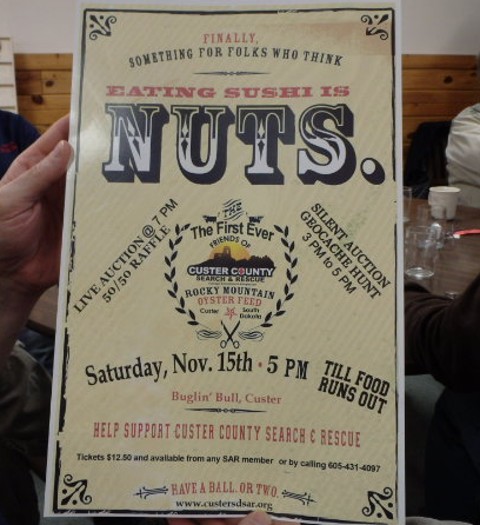 FINALLY,
SOMETHING FOR FOLKS WHO THINK
EATING SUSHI IS
NUTS.
LIVE AUCTION @ 7 PM
50/50 RAFFLE
THE
The First Ever
FRIENDS OF
CUSTER COUNTY
SEARCH & RESCUE
ROCKY MOUNTAIN
OYSTER FEED
Custer South
Dakota
SILENT AUCTION
GEOCACHE HUNT
3 PM to 5 PM
Saturday, Nov. 15th • 5 PM
TILL FOOD
RUNS OUT
Buglin' Bull, Custer
HELP SUPPORT CUSTER COUNTY SEARCH & RESCUE
Tickets $12.50 and available from any SAR member or by calling 605-431-4097
HAVE A BALL. OR TWO.
www.custersdsar.org